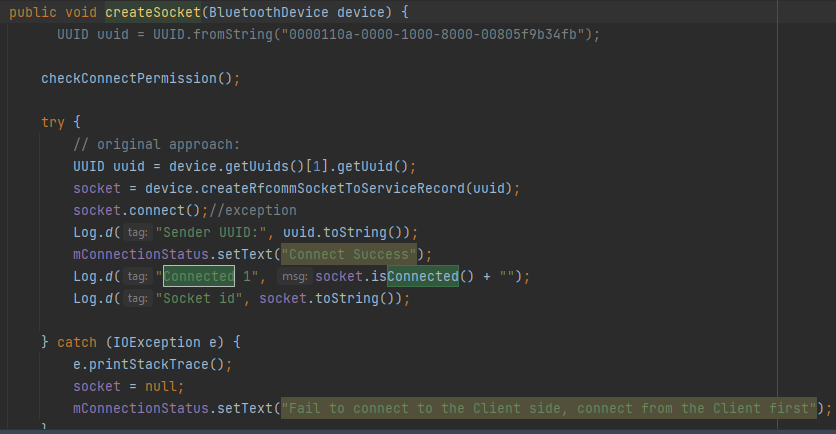 public void createSocket(BluetoothDevice device) {
UUID uuid = UUID.fromString("0000110a-0000-1000-8000-00805f9b34fb");
checkConnectPermission();
try {
// original approach:
UUID uuid = device.getUuids()[1].getUuid();
socket = device.createRfcommSocketToServiceRecord(uuid);
socket.connect();//exception
Log.d( tag: "Sender UUID:", uuid.toString());
mConnectionStatus.setText("Connect Success");
Log.d( tag: "Connected 1", msg: socket.isConnected() + "");
Log.d( tag: "Socket id", socket.toString());
} catch (IOException e) {
e.printStackTrace();
socket = null;
mConnectionStatus.setText("Fail to connect to the Client side, connect from the Client first");
}